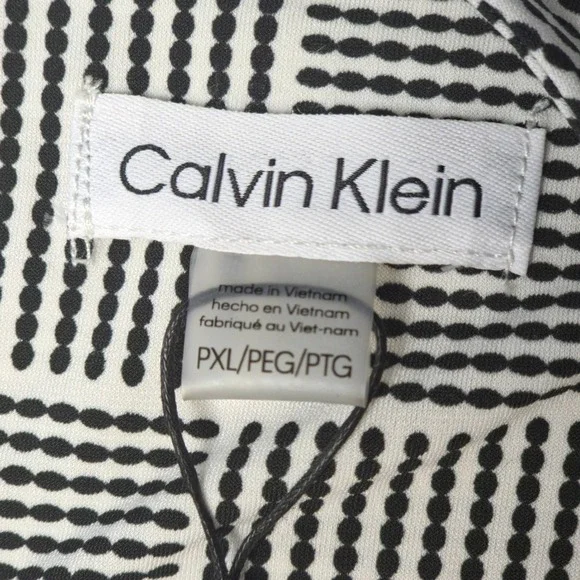 Calvin Klein
made in Vietnam
hecho en Vietnam
fabriqué au Viet-nam
PXL/PEG/PTG